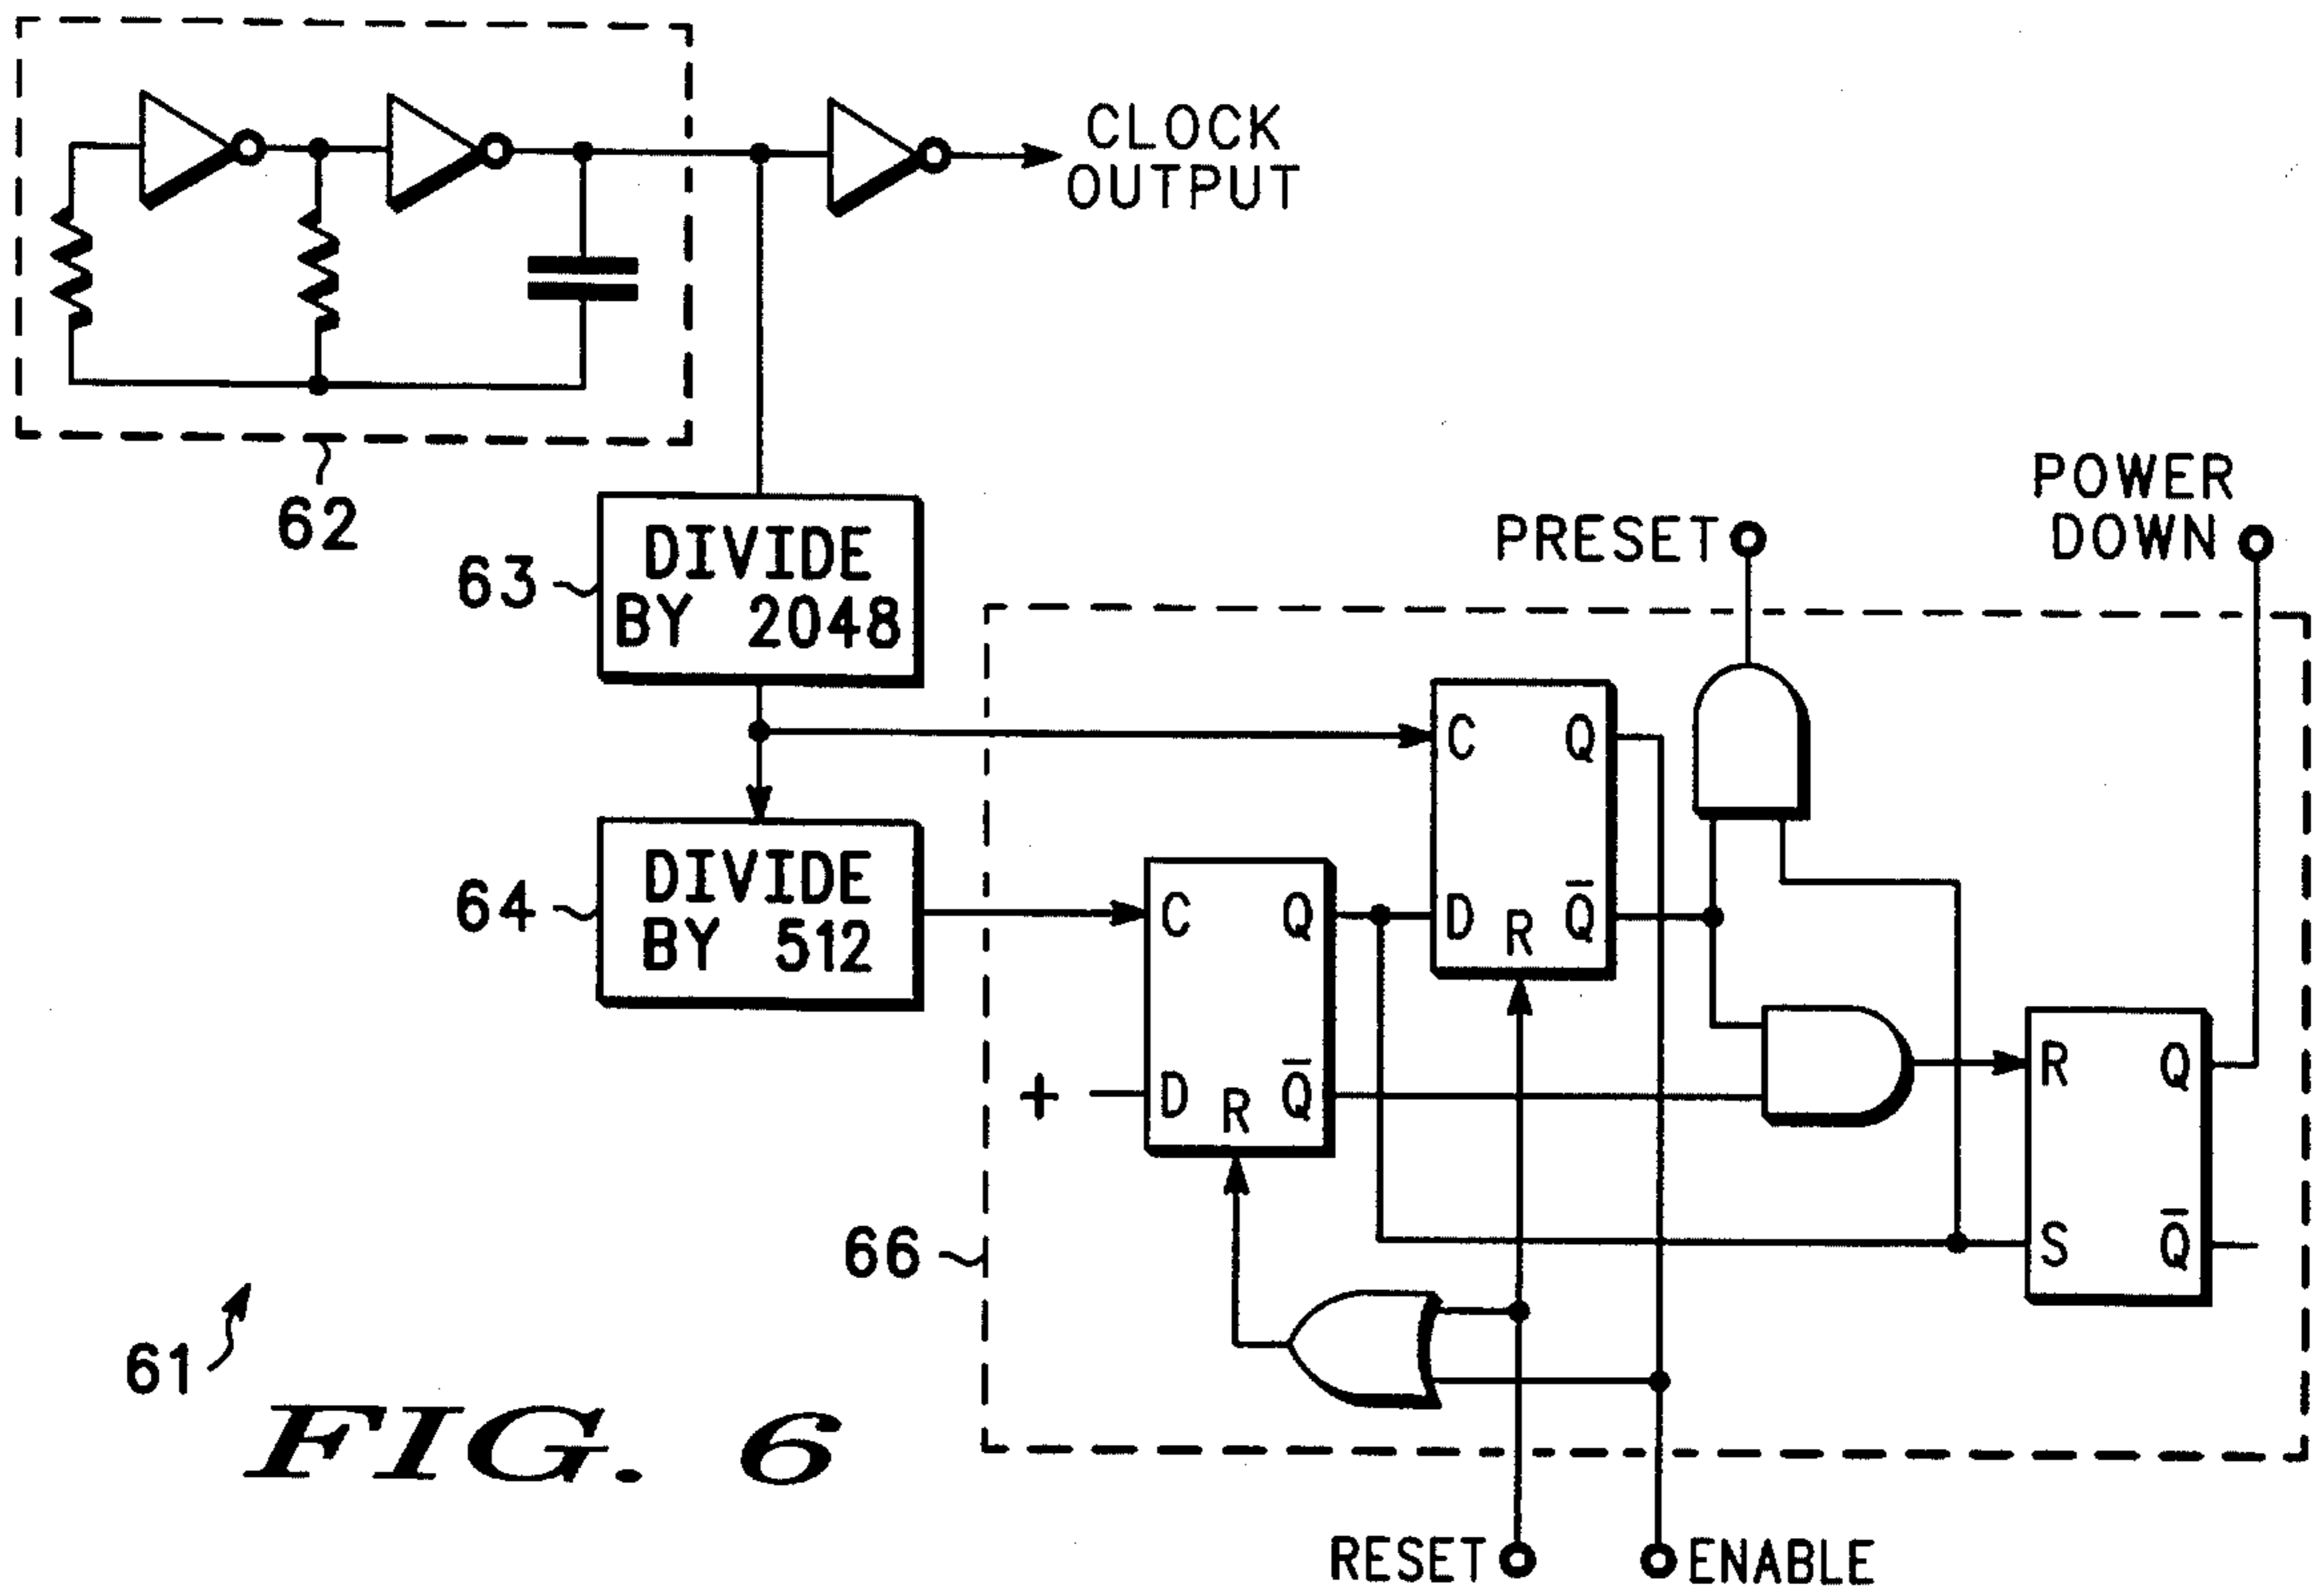 CLOCK
OUTPUT
62
63
DIVIDE
BY 2048
PRESET
POWER
DOWN
64
DIVIDE
BY 512
C Q
D R Q̅
C Q
+ D R Q̅
R Q
S Q̅
66
61
FIG. 6
RESET
ENABLE